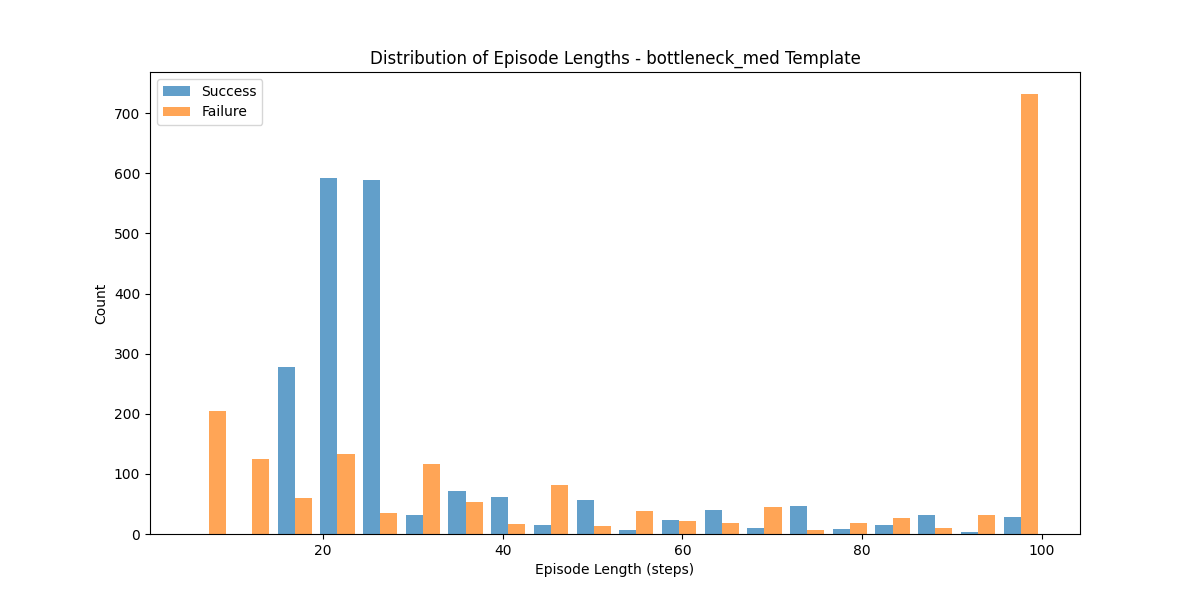 Distribution of Episode Lengths - bottleneck_med Template
Success
Failure
700
600
500
400
300
200
100
0
Count
20
40
60
80
100
Episode Length (steps)